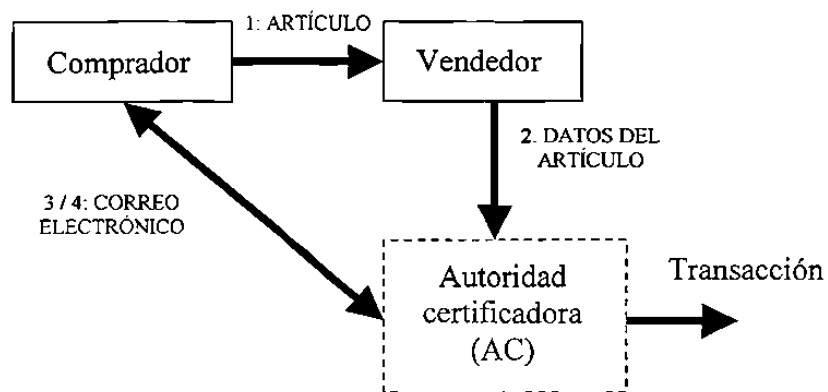 1: ARTÍCULO
Comprador
Vendedor
2. DATOS DEL
ARTÍCULO
3 / 4: CORREO
ELECTRÓNICO
Autoridad
certificadora
(AC)
Transacción